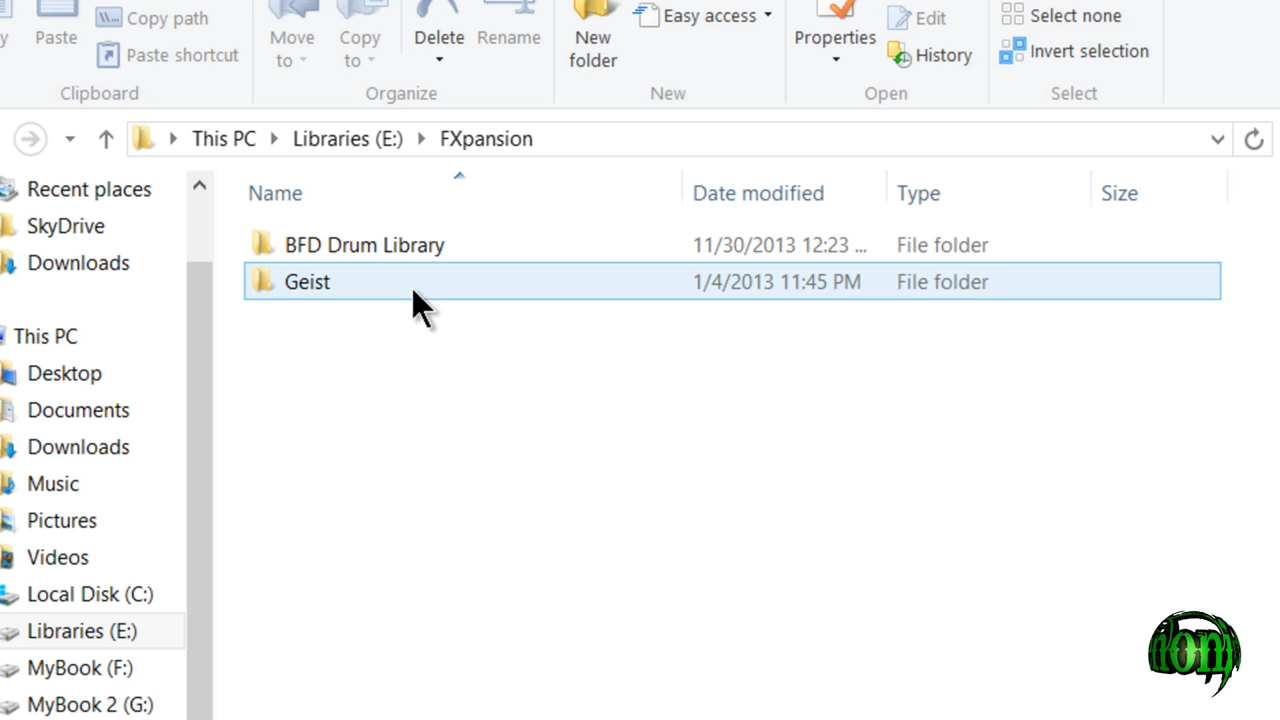 Copy path
Paste
Paste shortcut
Clipboard
Move to
Copy to
Delete
Rename
Organize
New folder
Easy access
New
Properties
Edit
History
Open
Select none
Invert selection
Select
This PC
Libraries (E:)
FXpansion
Name
Date modified
Type
Size
BFD Drum Library
11/30/2013 12:23 ...
File folder
Geist
1/4/2013 11:45 PM
File folder
Recent places
SkyDrive
Downloads
This PC
Desktop
Documents
Downloads
Music
Pictures
Videos
Local Disk (C:)
Libraries (E:)
MyBook (F:)
MyBook 2 (G:)